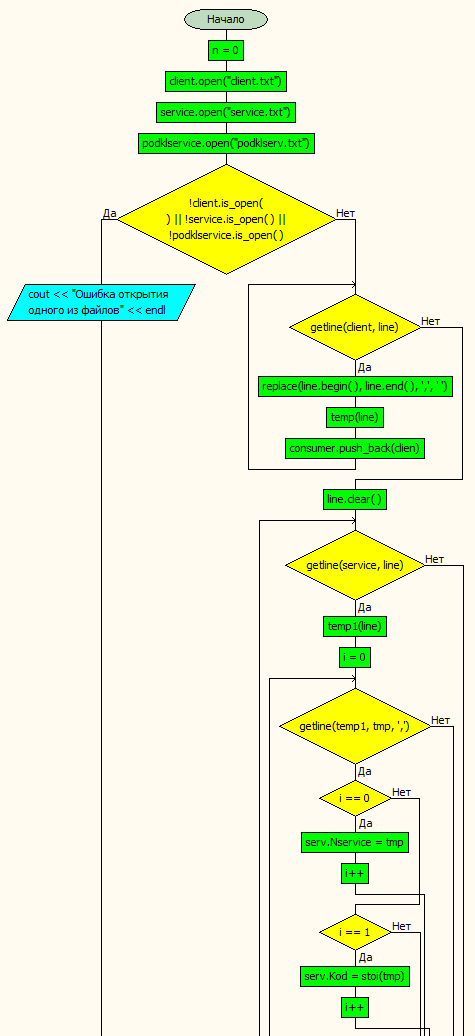 Начало
n = 0
client.open("client.txt")
service.open("service.txt")
podklservice.open("podklserv.txt")
!client.is_open(
) || !service.is_open( ) ||
!podklservice.is_open( )
Да
Нет
cout << "Ошибка открытия
одного из файлов" << endl
getline(client, line)
Нет
Да
replace(line.begin( ), line.end( ), ',', ' ')
temp(line)
consumer.push_back(clien)
line.clear( )
getline(service, line)
Нет
Да
temp1(line)
i = 0
getline(temp1, tmp, ',')
Нет
Да
i == 0
Нет
Да
serv.Nservice = tmp
i++
i == 1
Нет
Да
serv.Kod = stoi(tmp)
i++